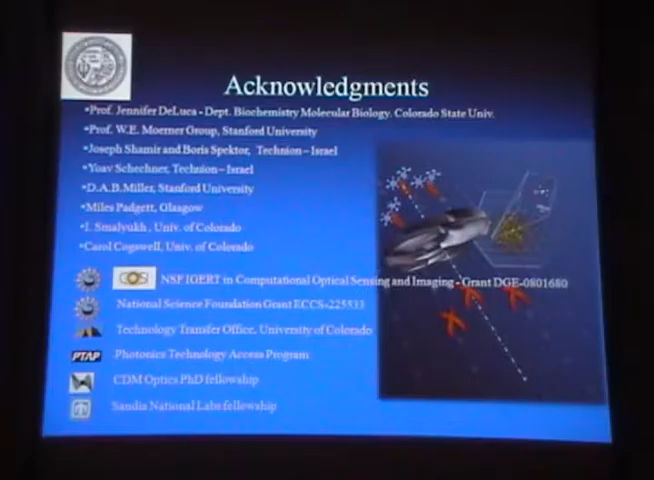 Acknowledgments
•Prof. Jennifer DeLuca - Dept. Biochemistry Molecular Biology. Colorado State Univ.
•Prof. W.E. Moerner Group, Stanford University
•Joseph Shamir and Boris Spektor, Technion – Israel
•Yoav Schechner, Technion – Israel
•D.A.B.Miller, Stanford University
•Miles Padgett, Glasgow
•I. Smalyukh , Univ. of Colorado
•Carol Cogswell, Univ. of Colorado
COSI NSF IGERT in Computational Optical Sensing and Imaging - Grant DGE-0801680
National Science Foundation Grant ECCS-225533
Technology Transfer Office, University of Colorado
PTAP Photonics Technology Access Program
CDM Optics PhD fellowship
Sandia National Labs fellowship